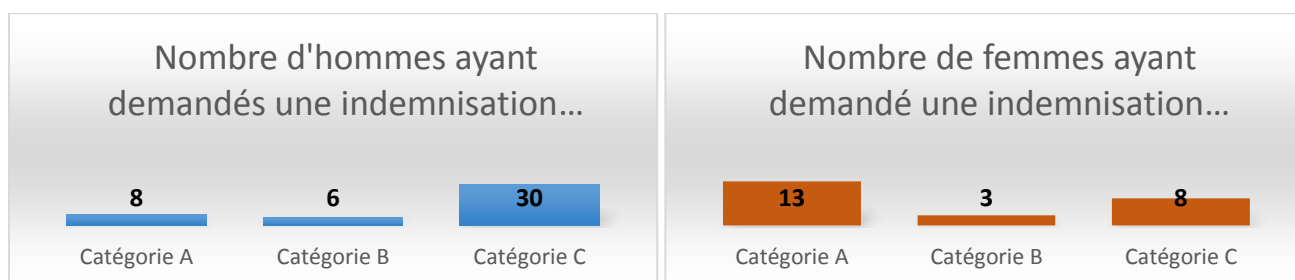 Nombre d'hommes ayant
demandés une indemnisation…
8
6
30
Catégorie A
Catégorie B
Catégorie C
Nombre de femmes ayant
demandé une indemnisation…
13
3
8
Catégorie A
Catégorie B
Catégorie C